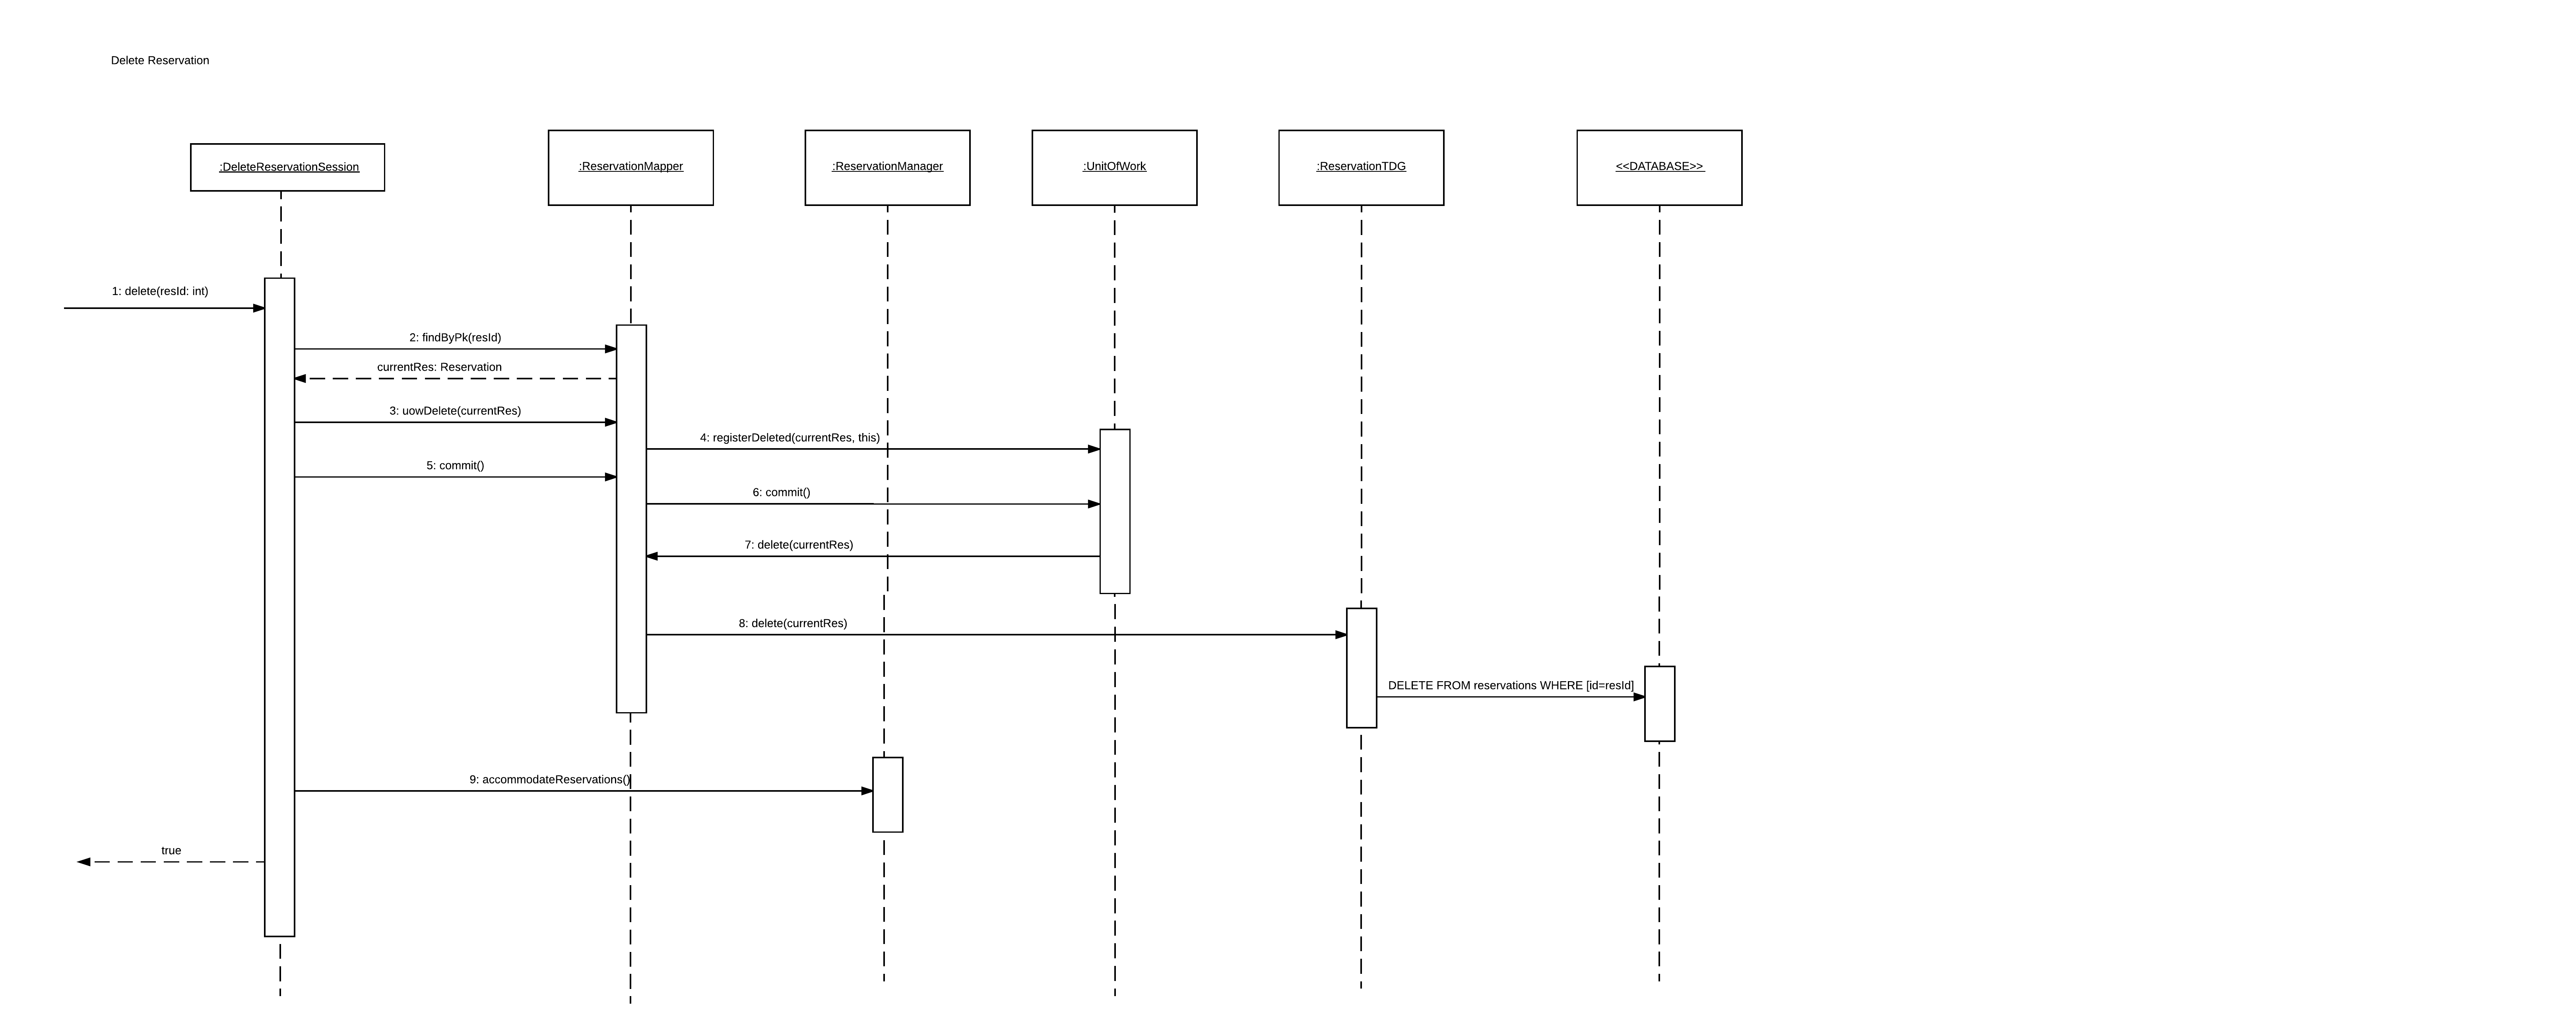 Delete Reservation
:DeleteReservationSession
:ReservationMapper
:ReservationManager
:UnitOfWork
:ReservationTDG
<<DATABASE>>
1: delete(resId: int)
2: findByPk(resId)
currentRes: Reservation
3: uowDelete(currentRes)
4: registerDeleted(currentRes, this)
5: commit()
6: commit()
7: delete(currentRes)
8: delete(currentRes)
DELETE FROM reservations WHERE [id=resId]
9: accommodateReservations()
true